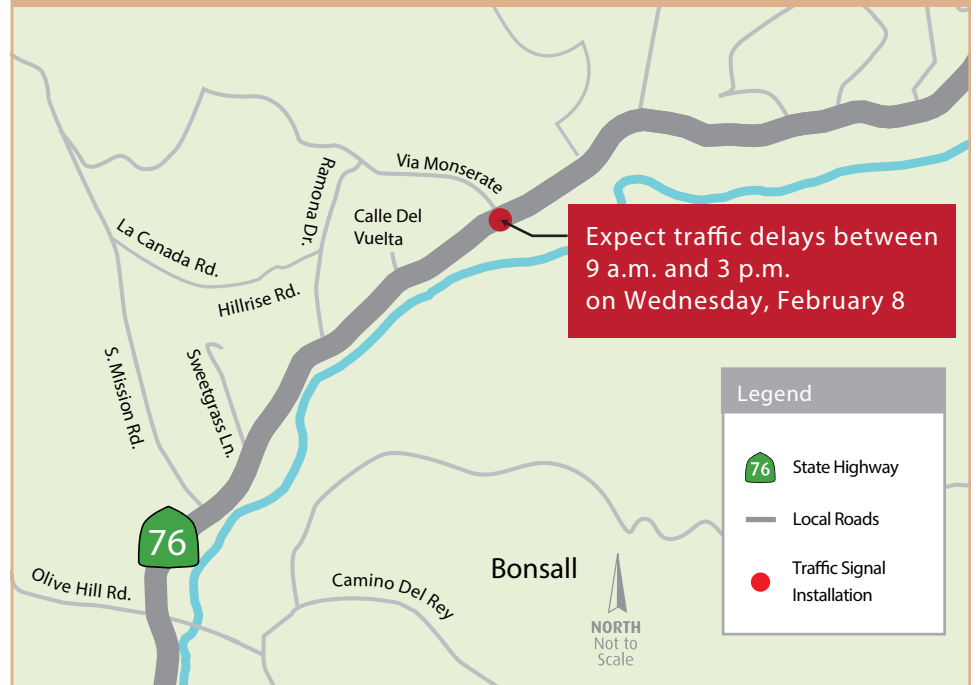 Via Monserate
Ramona Dr.
Calle Del
Vuelta
La Canada Rd.
Hillrise Rd.
Expect traffic delays between
9 a.m. and 3 p.m.
on Wednesday, February 8
S. Mission Rd.
Sweetgrass Ln.
Legend
76 State Highway
Local Roads
Traffic Signal
Installation
76
Olive Hill Rd.
Camino Del Rey
Bonsall
NORTH
Not to
Scale